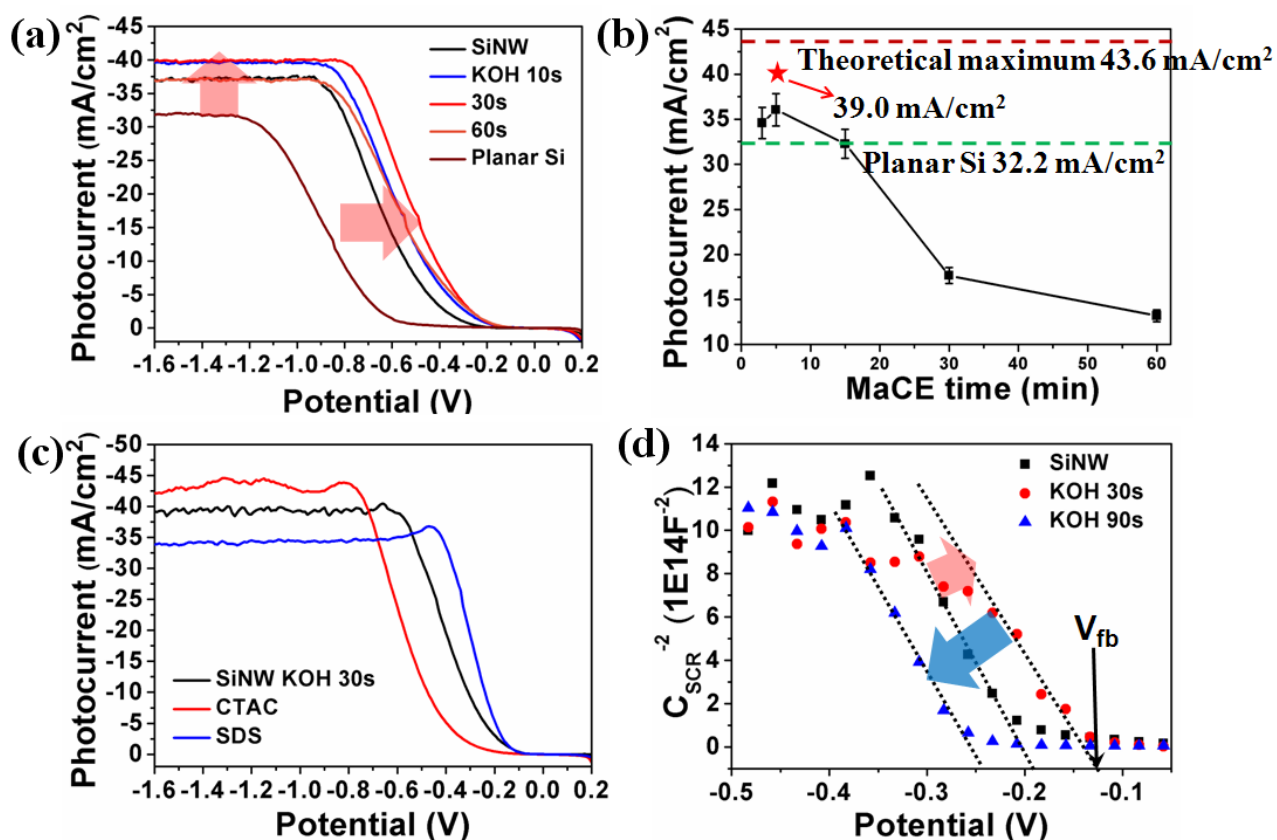 (a)
-45
-40
-35
-30
-25
-20
-15
-10
-5
0
Photocurrent (mA/cm²)
SiNW
KOH 10s
30s
60s
Planar Si
-1.6 -1.4 -1.2 -1.0 -0.8 -0.6 -0.4 -0.2 0.0 0.2
Potential (V)
(b)
45
40
35
30
25
20
15
10
Photocurrent (mA/cm²)
Theoretical maximum 43.6 mA/cm²
39.0 mA/cm²
Planar Si 32.2 mA/cm²
0 10 20 30 40 50 60
MaCE time (min)
(c)
-50
-45
-40
-35
-30
-25
-20
-15
-10
-5
0
Photocurrent (mA/cm²)
SiNW KOH 30s
CTAC
SDS
-1.6 -1.4 -1.2 -1.0 -0.8 -0.6 -0.4 -0.2 0.0 0.2
Potential (V)
(d)
14
12
10
8
6
4
2
0
C_SCR⁻² (1E14F⁻²)
SiNW
KOH 30s
KOH 90s
V_fb
-0.5 -0.4 -0.3 -0.2 -0.1
Potential (V)